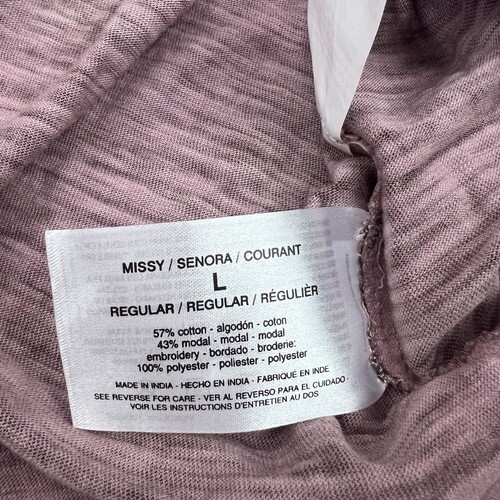 MISSY / SENORA / COURANT
L
REGULAR / REGULAR / RÉGULIÈR
57% cotton - algodón - coton
43% modal - modal - modal
embroidery - bordado - broderie:
100% polyester - poliester - polyester
MADE IN INDIA - HECHO EN INDIA - FABRIQUÉ EN INDE
SEE REVERSE FOR CARE - VER AL REVERSO PARA EL CUIDADO -
VOIR LES INSTRUCTIONS D'ENTRETIEN AU DOS